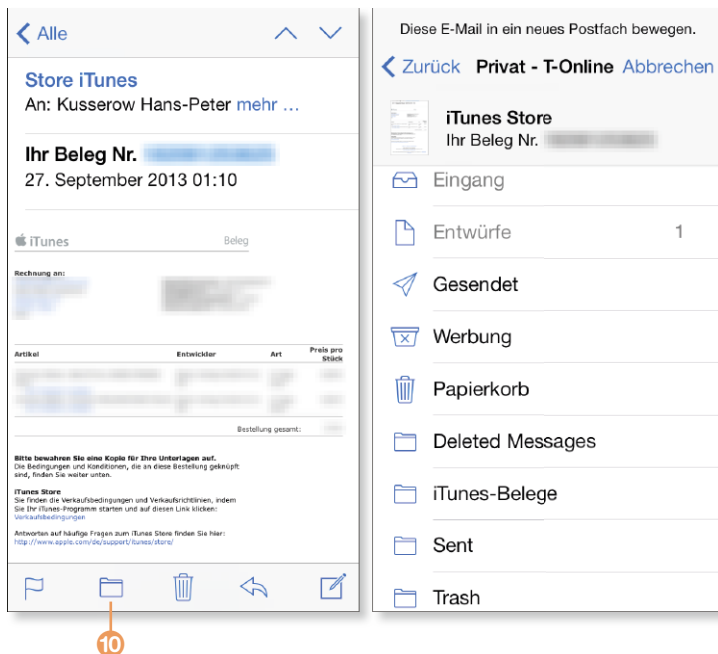 Alle
Store iTunes
An: Kusserow Hans-Peter mehr ...
Ihr Beleg Nr.
27. September 2013 01:10
iTunes Beleg
Rechnung an:
Artikel Entwickler Art Preis pro
Stück
Bestellung gesamt:
Bitte bewahren Sie eine Kopie für Ihre Unterlagen auf.
Die Bedingungen und Konditionen, die an diese Bestellung geknüpft
sind, finden Sie weiter unten.
iTunes Store
Sie finden die Verkaufsbedingungen und Verkaufsrichtlinien, indem
Sie Ihr iTunes-Programm starten und auf diesen Link klicken:
Verkaufsbedingungen
Antworten auf häufige Fragen zum iTunes Store finden Sie hier:
http://www.apple.com/de/support/itunes/store/
10
Diese E-Mail in ein neues Postfach bewegen.
Zurück Privat - T-Online Abbrechen
iTunes Store
Ihr Beleg Nr.
Eingang
Entwürfe 1
Gesendet
Werbung
Papierkorb
Deleted Messages
iTunes-Belege
Sent
Trash